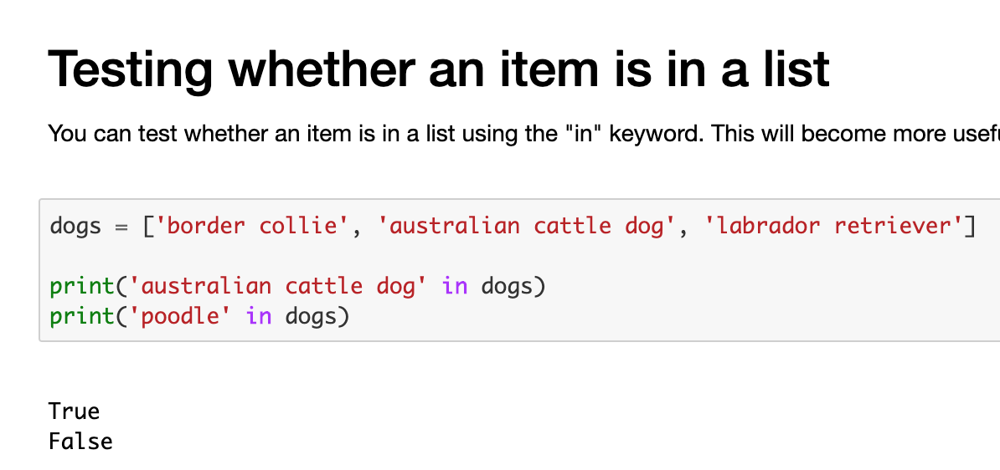 Testing whether an item is in a list
You can test whether an item is in a list using the "in" keyword. This will become more
dogs = ['border collie', 'australian cattle dog', 'labrador retriever']
print('australian cattle dog' in dogs)
print('poodle' in dogs)
True
False